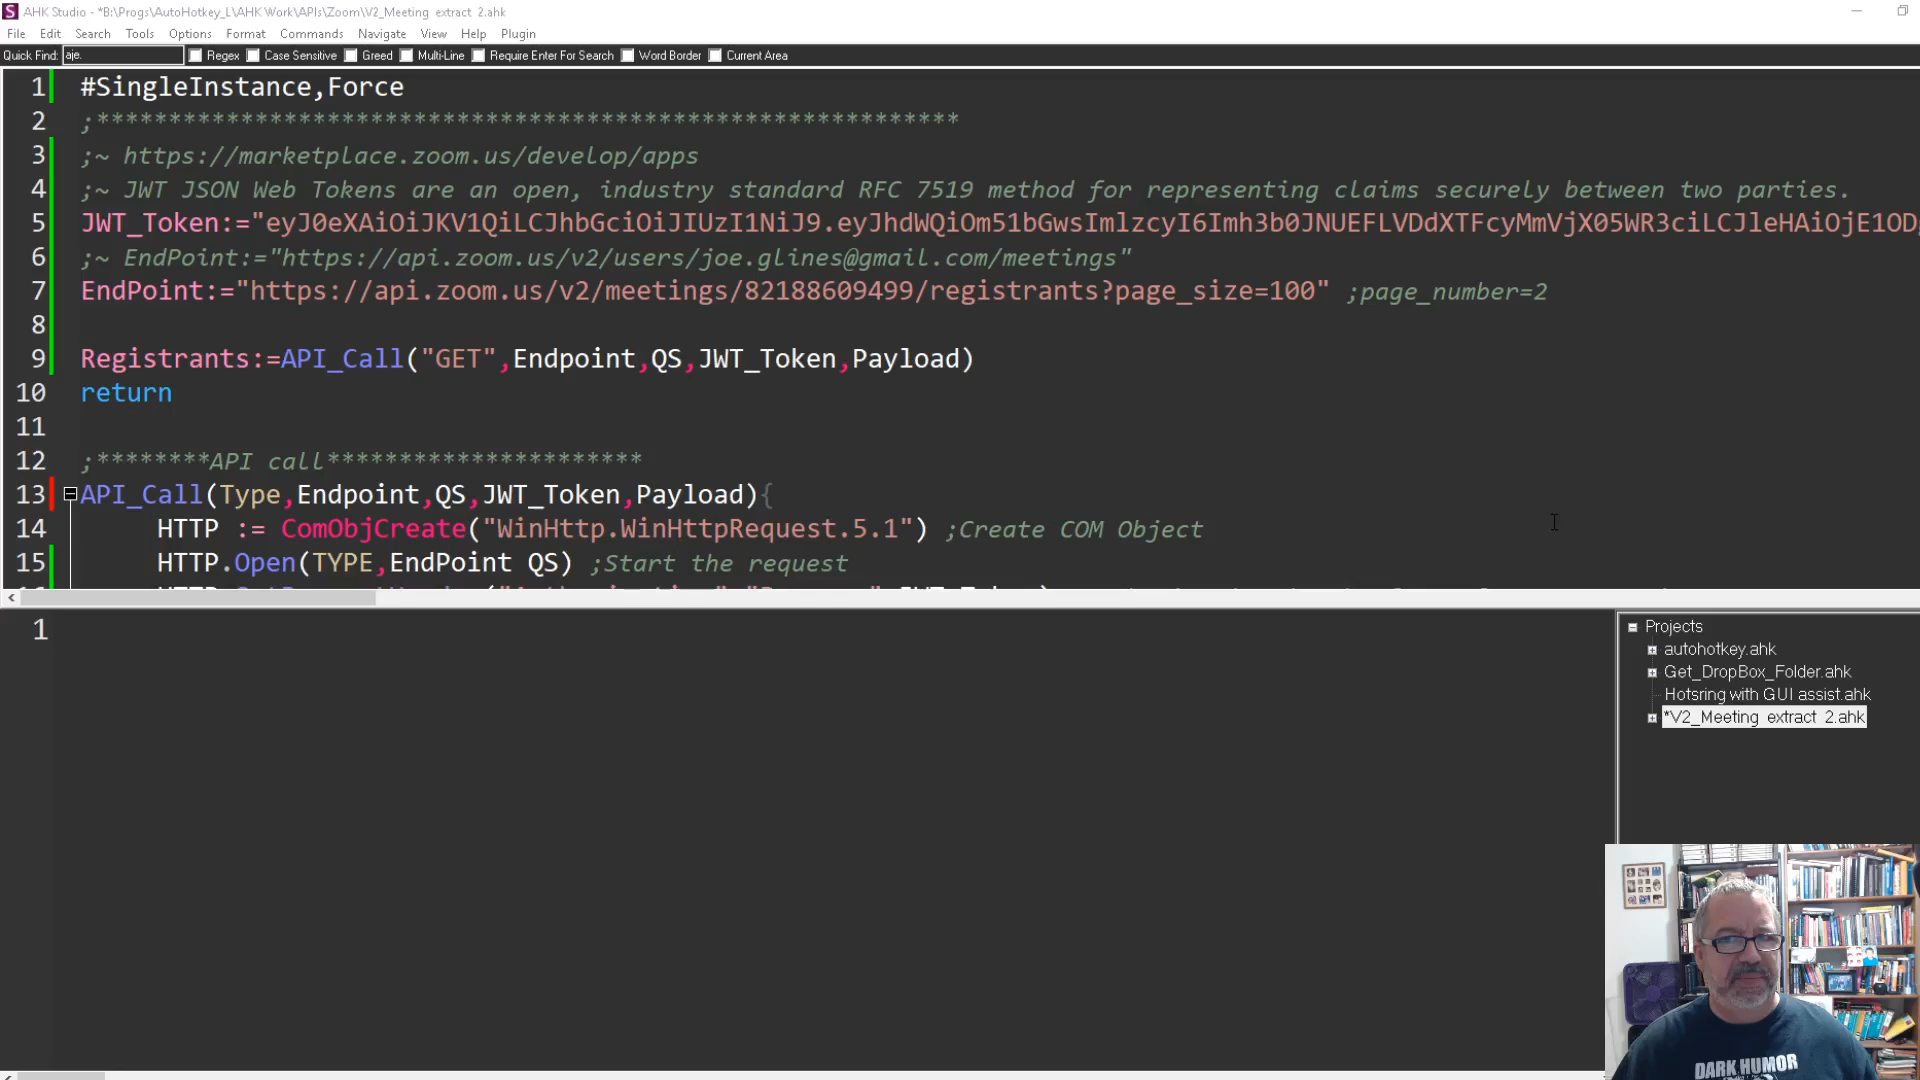 AHK Studio - *B:\Progs\AutoHotkey_L\AHK Work\APIs\Zoom\V2_Meeting extract 2.ahk
File Edit Search Tools Options Format Commands Navigate View Help Plugin
Quick Find: aje. Regex Case Sensitive Greed Multi-Line Require Enter For Search Word Border Current Area
1 #SingleInstance,Force
2 ;************************************************************
3 ;~ https://marketplace.zoom.us/develop/apps
4 ;~ JWT JSON Web Tokens are an open, industry standard RFC 7519 method for representing claims securely between two parties.
5 JWT_Token:="eyJ0eXAiOiJKV1QiLCJhbGciOiJIUzI1NiJ9.eyJhdWQiOm51bGwsImlzcyI6Imh3b0JNUEFLVDdXTFcyMmVjX05WR3ciLCJleHAiOjE1OD
6 ;~ EndPoint:="https://api.zoom.us/v2/users/joe.glines@gmail.com/meetings"
7 EndPoint:="https://api.zoom.us/v2/meetings/82188609499/registrants?page_size=100" ;page_number=2
8
9 Registrants:=API_Call("GET",Endpoint,QS,JWT_Token,Payload)
10 return
11
12 ;********API call**********************
13 API_Call(Type,Endpoint,QS,JWT_Token,Payload){
14 HTTP := ComObjCreate("WinHttp.WinHttpRequest.5.1") ;Create COM Object
15 HTTP.Open(TYPE,EndPoint QS) ;Start the request
1
Projects
autohotkey.ahk
Get_DropBox_Folder.ahk
Hotsring with GUI assist.ahk
*V2_Meeting extract 2.ahk
DARK HUMOR